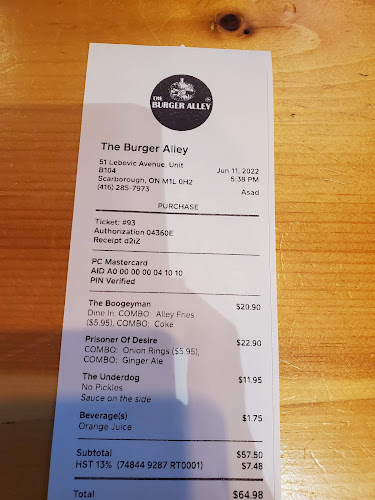 THE
BURGER ALLEY
The Burger Alley
51 Lebovic Avenue, Unit
B104
Scarborough, ON M1L 0H2
(416) 285-7973
Jun 11, 2022
5:38 PM
Asad
PURCHASE
Ticket: #93
Authorization 04360E
Receipt d2iZ
PC Mastercard
AID A0 00 00 00 04 10 10
PIN Verified
The Boogeyman $20.90
Dine In, COMBO: Alley Fries
($5.95), COMBO: Coke
Prisoner Of Desire $22.90
COMBO: Onion Rings ($5.95),
COMBO: Ginger Ale
The Underdog $11.95
No Pickles
Sauce on the side
Beverage(s) $1.75
Orange Juice
Subtotal $57.50
HST 13% (74844 9287 RT0001) $7.48
Total $64.98